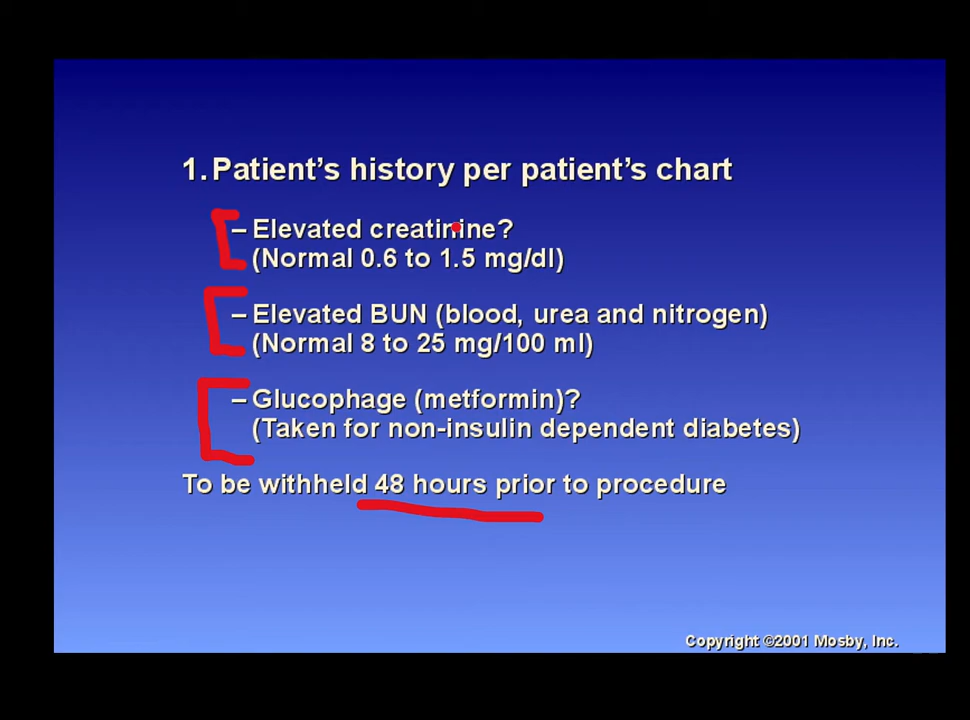 1. Patient's history per patient's chart
– Elevated creatinine?
(Normal 0.6 to 1.5 mg/dl)
– Elevated BUN (blood, urea and nitrogen)
(Normal 8 to 25 mg/100 ml)
– Glucophage (metformin)?
(Taken for non-insulin dependent diabetes)
To be withheld 48 hours prior to procedure
Copyright ©2001 Mosby, Inc.